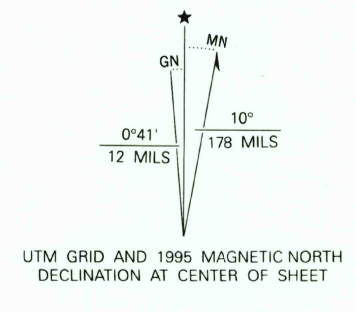 ★
MN
GN
0°41'
12 MILS
10°
178 MILS
UTM GRID AND 1995 MAGNETIC NORTH
DECLINATION AT CENTER OF SHEET